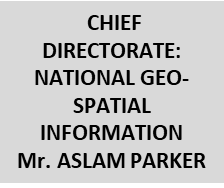 CHIEF
DIRECTORATE:
NATIONAL GEO-
SPATIAL
INFORMATION
Mr. ASLAM PARKER